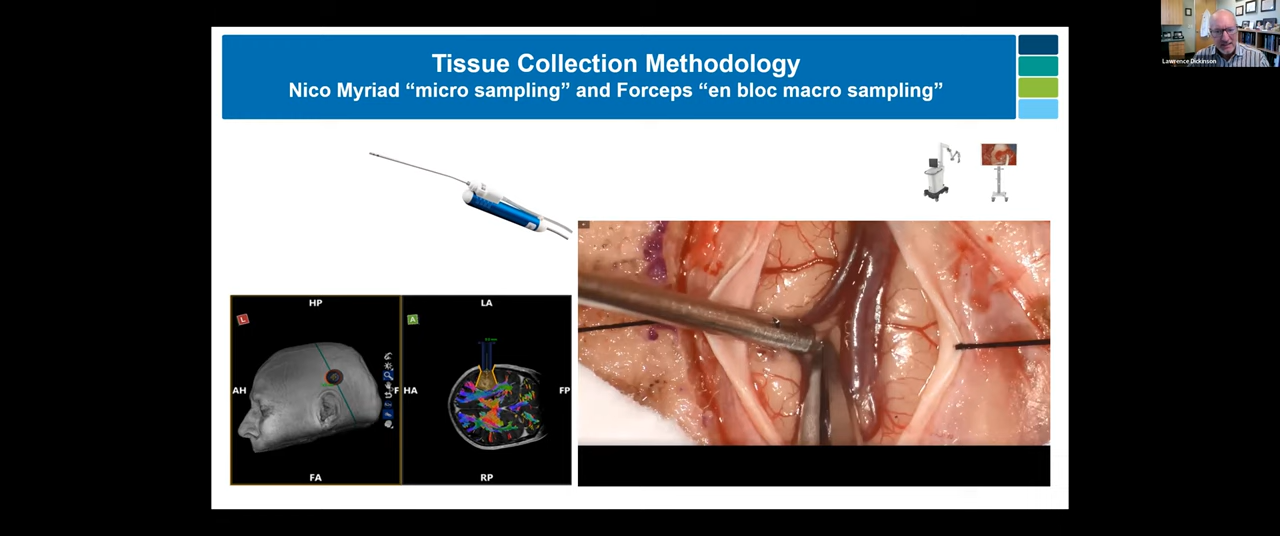 Tissue Collection Methodology
Nico Myriad “micro sampling” and Forceps “en bloc macro sampling”
Lawrence Dickinson
HP
LA
L
A
AH
F
HA
FP
FA
RP